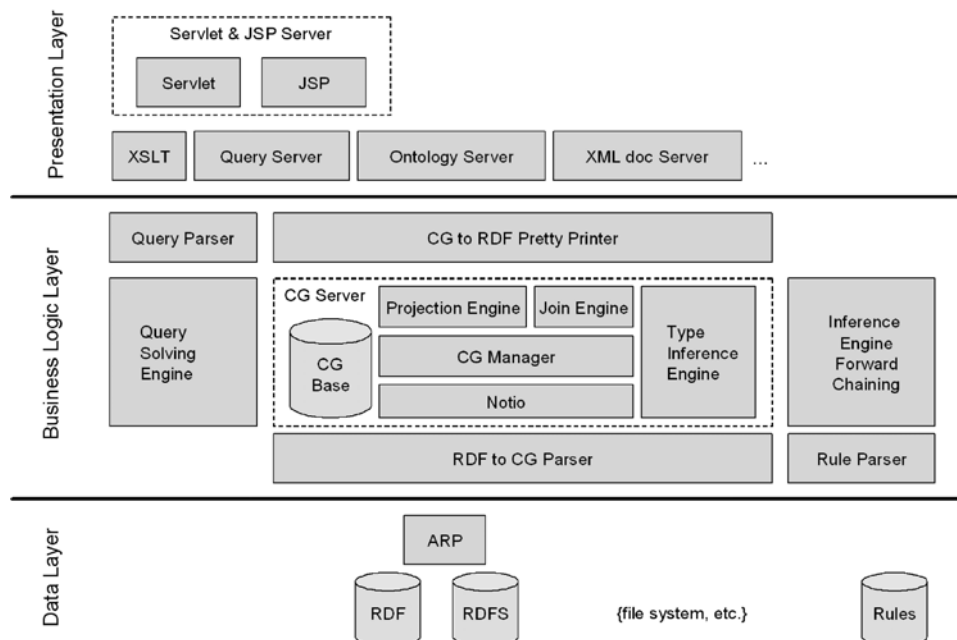 Presentation Layer
Servlet & JSP Server
Servlet
JSP
XSLT
Query Server
Ontology Server
XML doc Server
...
Business Logic Layer
Query Parser
CG to RDF Pretty Printer
Query
Solving
Engine
CG Server
CG
Base
Projection Engine
Join Engine
CG Manager
Notio
Type
Inference
Engine
Inference
Engine
Forward
Chaining
RDF to CG Parser
Rule Parser
Data Layer
ARP
RDF
RDFS
{file system, etc.}
Rules